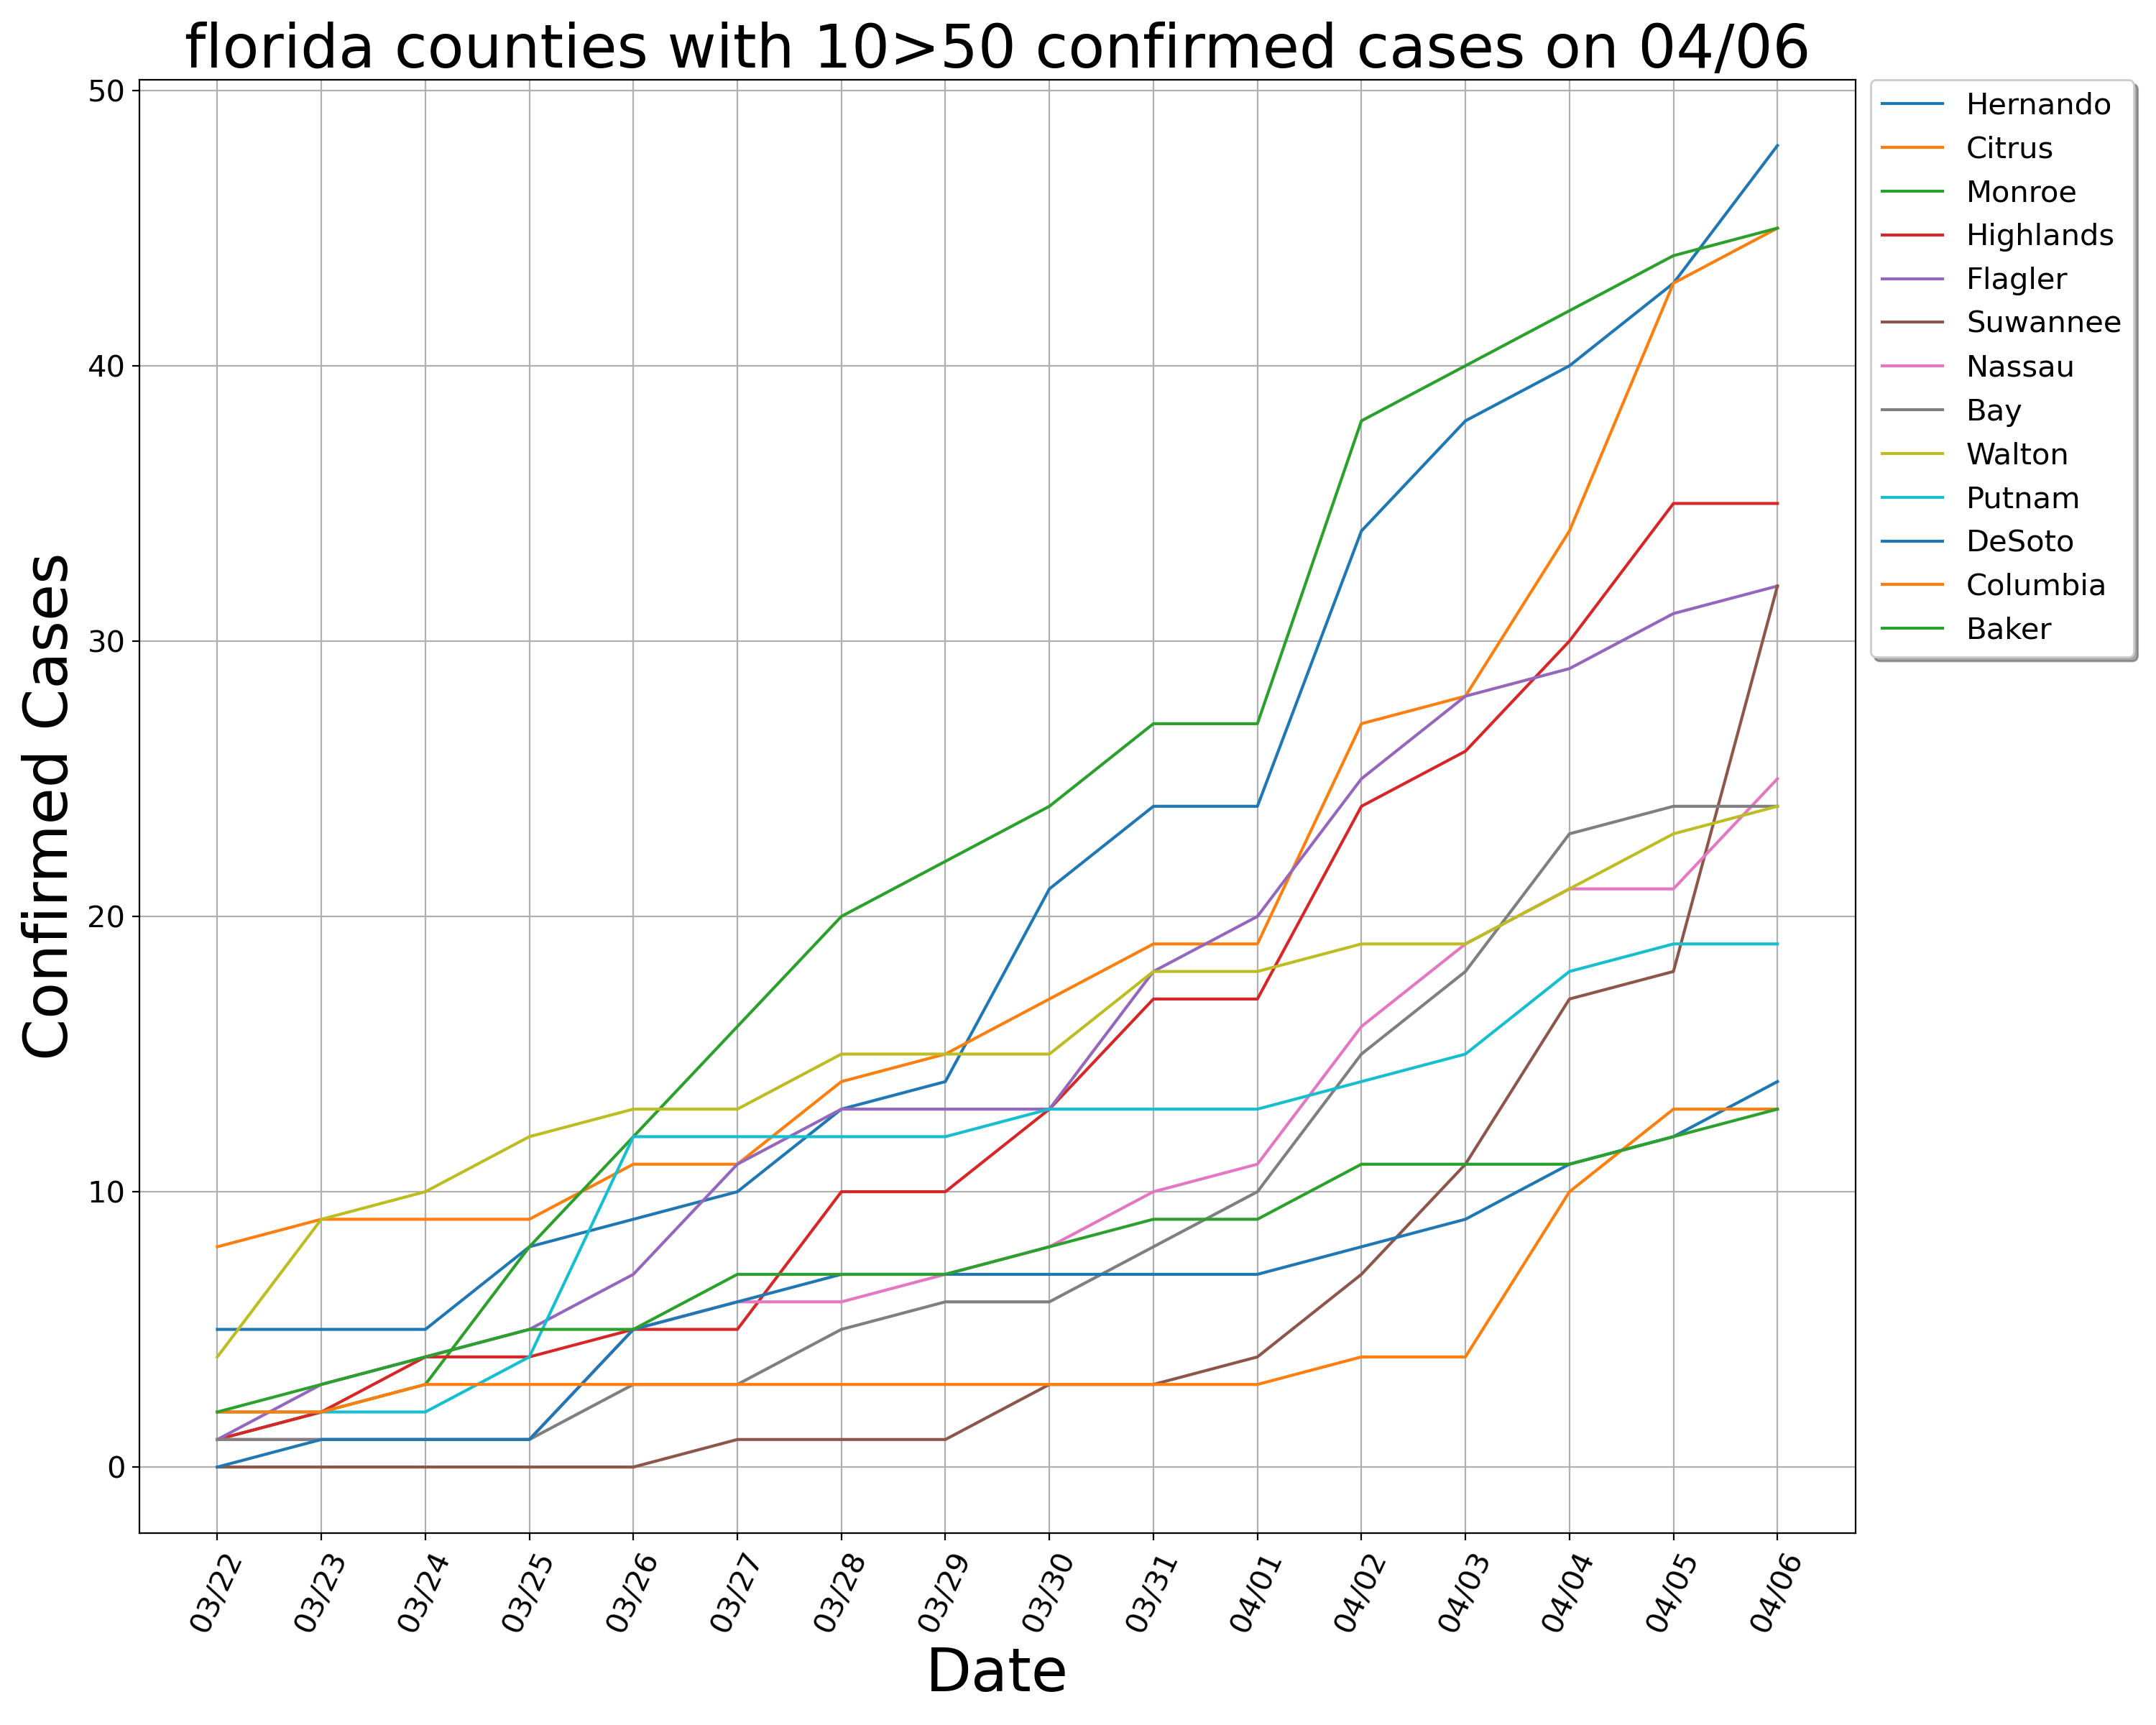 florida counties with 10>50 confirmed cases on 04/06
50
40
30
20
10
0
Confirmed Cases
03/22
03/23
03/24
03/25
03/26
03/27
03/28
03/29
03/30
03/31
04/01
04/02
04/03
04/04
04/05
04/06
Date
Hernando
Citrus
Monroe
Highlands
Flagler
Suwannee
Nassau
Bay
Walton
Putnam
DeSoto
Columbia
Baker